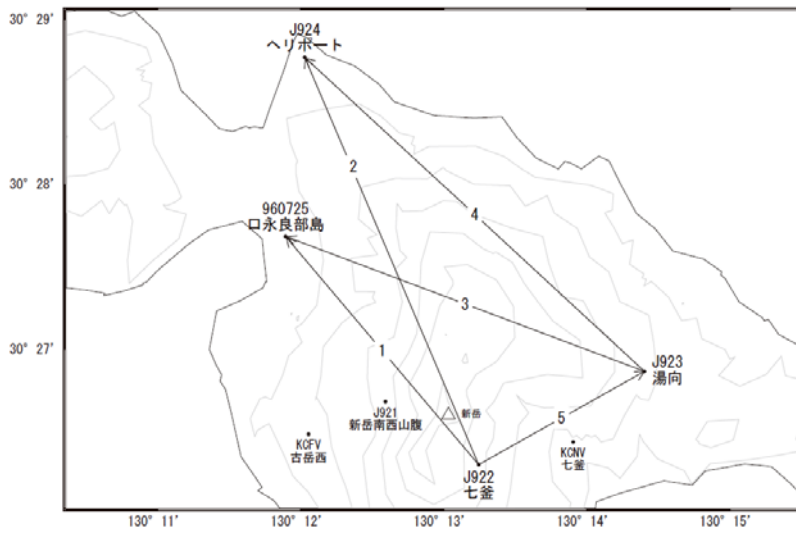 30° 29'
J924
ヘリポート
2
30° 28'
4
960725
口永良部島
3
30° 27'
1
J923
湯向
J921
新岳南西山腹
新岳
5
KCFV
古岳西
KCNV
七釜
J922
七釜
130° 11'
130° 12'
130° 13'
130° 14'
130° 15'